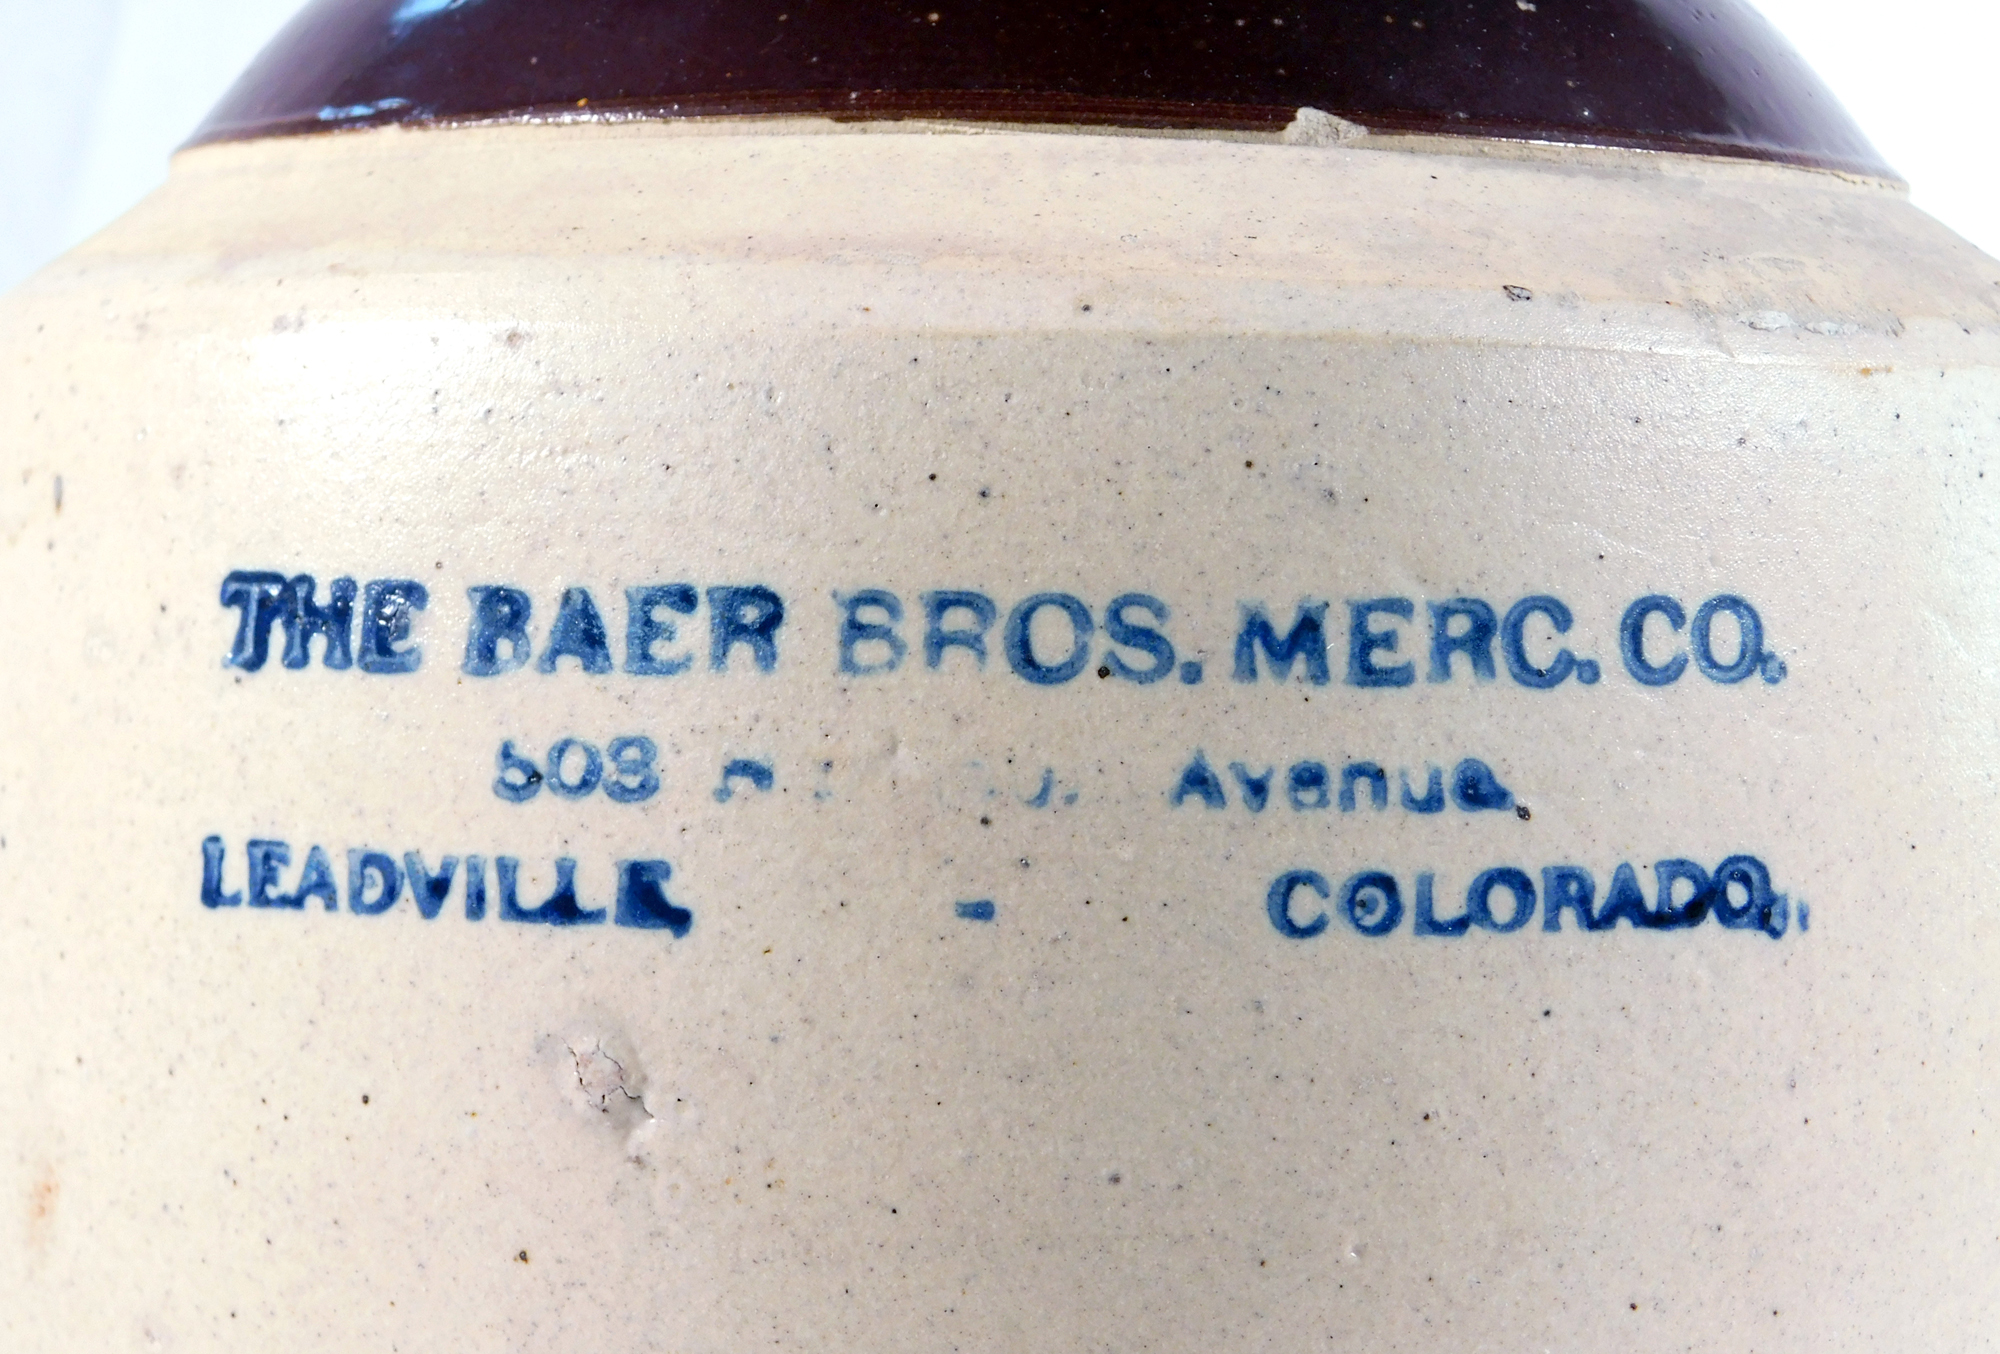 THE BAER BROS. MERC. CO.
503 Avenue,
LEADVILLE - COLORADO.